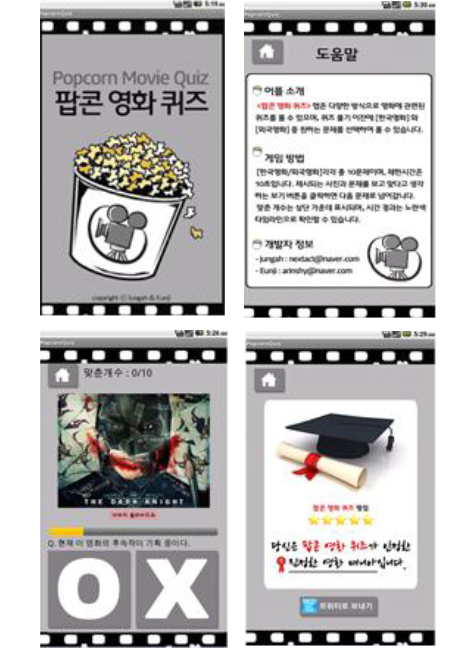 5:19 AM
PopcornQuiz
Popcorn Movie Quiz
팝콘 영화 퀴즈
copyright ⓒ Jungah & Eunji
5:30 AM
PopcornQuiz
도움말
어플 소개
<팝콘 영화 퀴즈> 앱은 다양한 방식으로 영화에 관련된
퀴즈를 풀 수 있으며, 퀴즈 풀기 이전에 [한국영화] 와
[외국영화] 중 원하는 문제를 선택하여 풀 수 있습니다.
게임 방법
[한국영화/외국영화]각각 총 10문제이며, 제한시간은
10초입니다. 제시되는 사진과 문제를 보고 맞다고 생각
하는 보기 버튼을 클릭하면 다음 문제로 넘어갑니다.
맞춘 개수는 상단 가운데 표시되며, 시간 경과는 노란색
타임라인으로 확인할 수 있습니다.
개발자 정보
- Jungah : nextact@naver.com
- Eunji : arinshy@naver.com
5:26 AM
PopcornQuiz
맞춘개수 : 0/10
THE DARK KNIGHT
Q. 현재 이 영화의 후속작이 기획 중이다.
O X
5:29 AM
PopcornQuiz
팝콘 영화 퀴즈 평점
당신은 팝콘 영화 퀴즈가 인정한
진정한 영화 매니아입니다.
트위터로 보내기